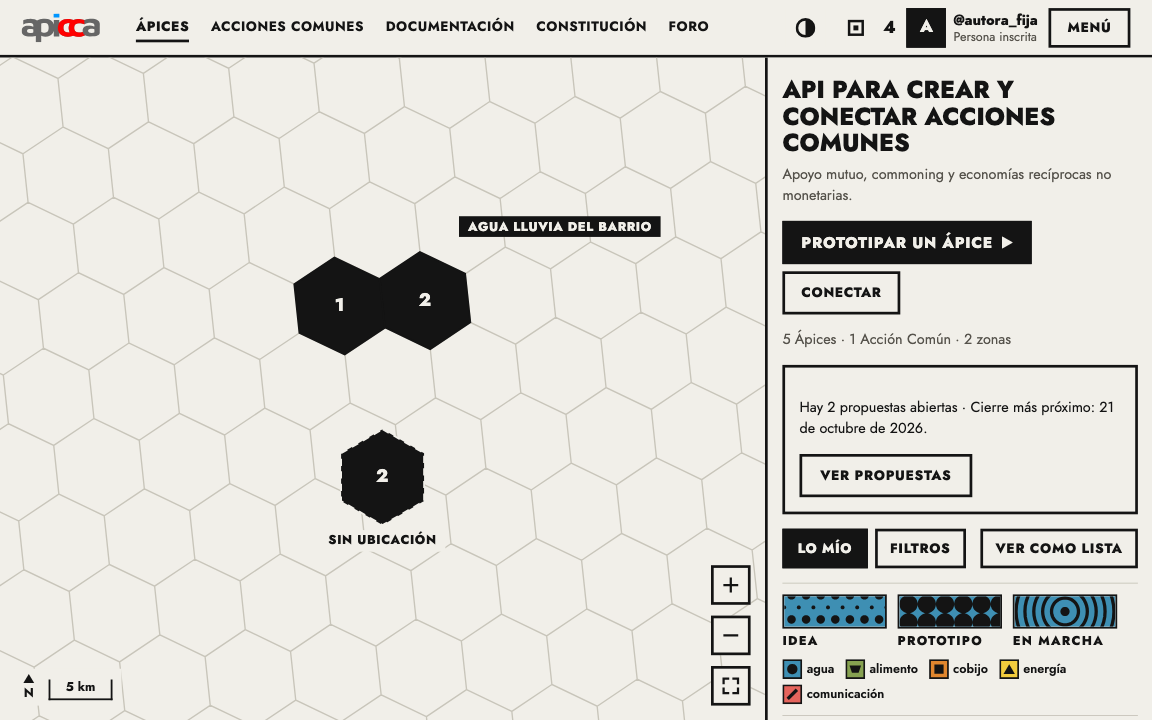 apicca
ÁPICES
ACCIONES COMUNES
DOCUMENTACIÓN
CONSTITUCIÓN
FORO
4
A
@autora_fija
Persona inscrita
MENÚ
AGUA LLUVIA DEL BARRIO
1
2
2
SIN UBICACIÓN
N
5 km
+
−
API PARA CREAR Y
CONECTAR ACCIONES
COMUNES
Apoyo mutuo, commoning y economías recíprocas no
monetarias.
PROTOTIPAR UN ÁPICE ▶
CONECTAR
5 Ápices · 1 Acción Común · 2 zonas
Hay 2 propuestas abiertas · Cierre más próximo: 21
de octubre de 2026.
VER PROPUESTAS
LO MÍO
FILTROS
VER COMO LISTA
IDEA
PROTOTIPO
EN MARCHA
agua
alimento
cobijo
energía
comunicación